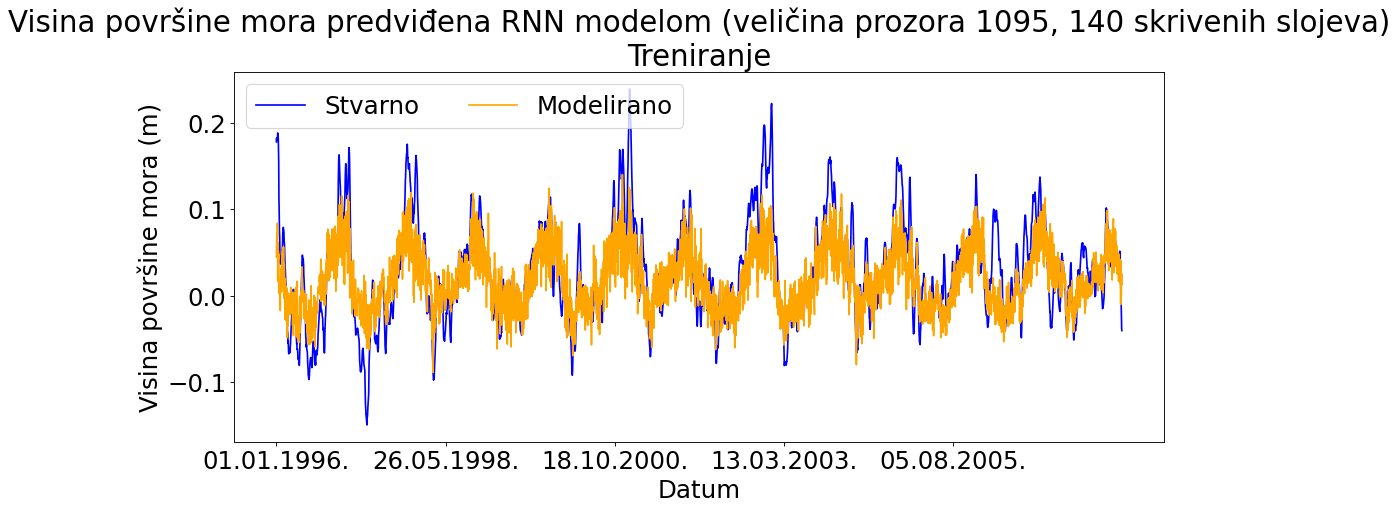 Visina površine mora predviđena RNN modelom (veličina prozora 1095, 140 skrivenih slojeva)
Treniranje
Stvarno
Modelirano
Visina površine mora (m)
0.2
0.1
0.0
−0.1
01.01.1996.
26.05.1998.
18.10.2000.
13.03.2003.
05.08.2005.
Datum